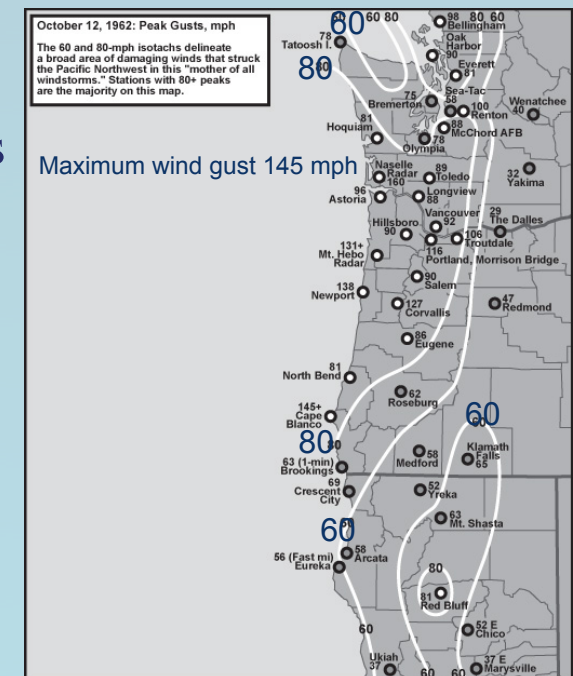 October 12, 1962: Peak Gusts, mph
The 60 and 80-mph isotachs delineate
a broad area of damaging winds that struck
the Pacific Northwest in this "mother of all
windstorms." Stations with 80+ peaks
are the majority on this map.
60 60 80
60
98
Bellingham
80 60
78
Tatoosh I.
Oak
Harbor
90
80
80
Everett
81
75
Bremerton
Sea-Tac
58
100
Renton
Wenatchee
40
81
Hoquiam
88
McChord AFB
78
Olympia
s
Maximum wind gust 145 mph
Naselle
Radar
160
89
Toledo
32
Yakima
96
Astoria
Longview
88
Vancouver
92
29
The Dalles
Hillsboro
90
106
Troutdale
116
Portland, Morrison Bridge
131+
Mt. Hebo
Radar
90
Salem
138
Newport
127
Corvallis
47
Redmond
86
Eugene
81
North Bend
62
Roseburg
145+
Cape
Blanco
60
60
80
80
63 (1-min)
Brookings
58
Medford
Klamath
Falls
65
69
Crescent
City
52
Yreka
60
60
63
Mt. Shasta
56 (Fast mi)
Eureka
58
Arcata
80
81
Red Bluff
60
52 E
Chico
Ukiah
37
60 60
37 E
Marysville